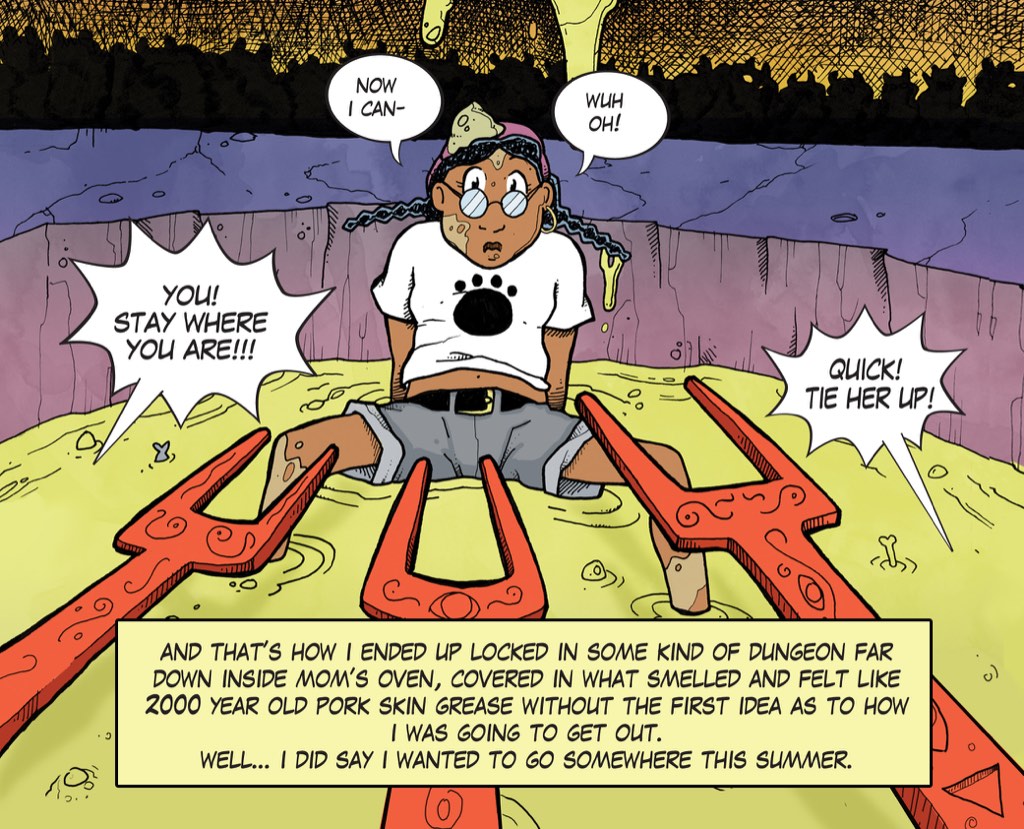 NOW
I CAN-
WUH
OH!
YOU!
STAY WHERE
YOU ARE!!!
QUICK!
TIE HER UP!
AND THAT'S HOW I ENDED UP LOCKED IN SOME KIND OF DUNGEON FAR
DOWN INSIDE MOM'S OVEN, COVERED IN WHAT SMELLED AND FELT LIKE
2000 YEAR OLD PORK SKIN GREASE WITHOUT THE FIRST IDEA AS TO HOW
I WAS GOING TO GET OUT.
WELL... I DID SAY I WANTED TO GO SOMEWHERE THIS SUMMER.